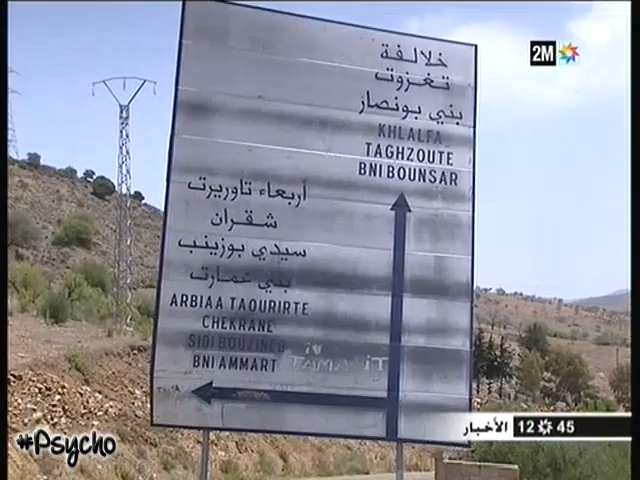 2M
خلالفة
تغزوت
بني بونصار
KHLALFA
TAGHZOUTE
BNI BOUNSAR
أربعاء تاوريرت
شقران
سيدي بوزينب
بني عمارت
ARBIAA TAOURIRTE
CHEKRANE
SIDI BOUZINEB
BNI AMMART
الأخبار 12 45
#Psycho